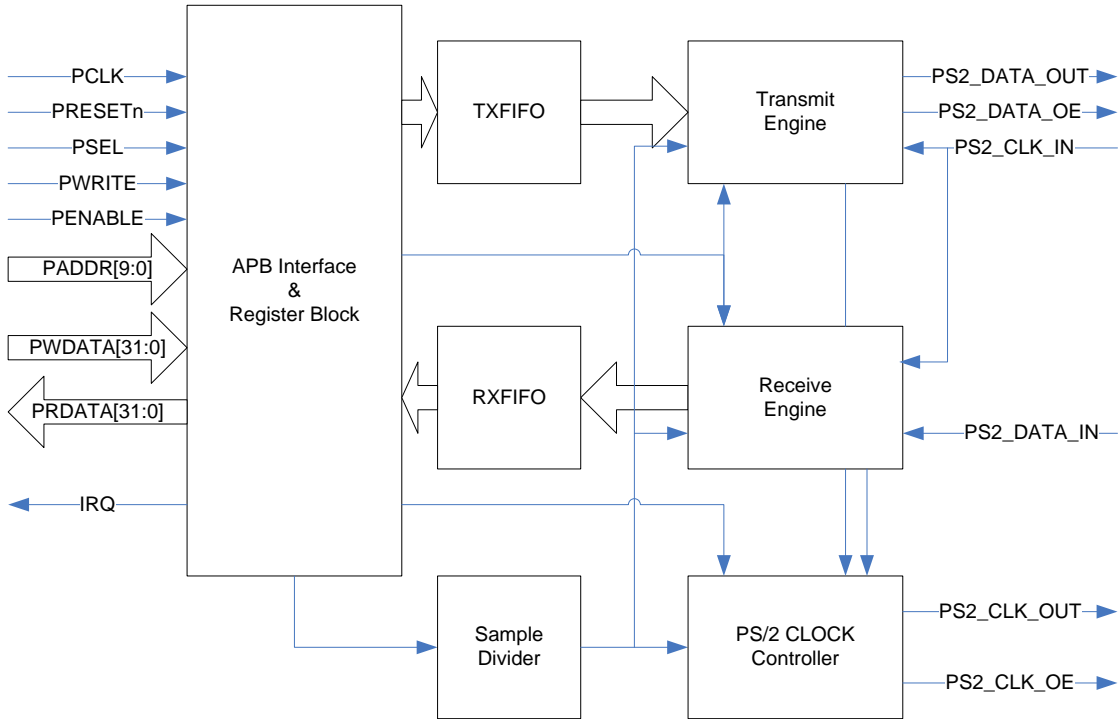 PCLK
PRESETn
PSEL
PWRITE
PENABLE
PADDR[9:0]
PWDATA[31:0]
PRDATA[31:0]
IRQ
APB Interface
&
Register Block
TXFIFO
RXFIFO
Sample
Divider
Transmit
Engine
Receive
Engine
PS/2 CLOCK
Controller
PS2_DATA_OUT
PS2_DATA_OE
PS2_CLK_IN
PS2_DATA_IN
PS2_CLK_OUT
PS2_CLK_OE